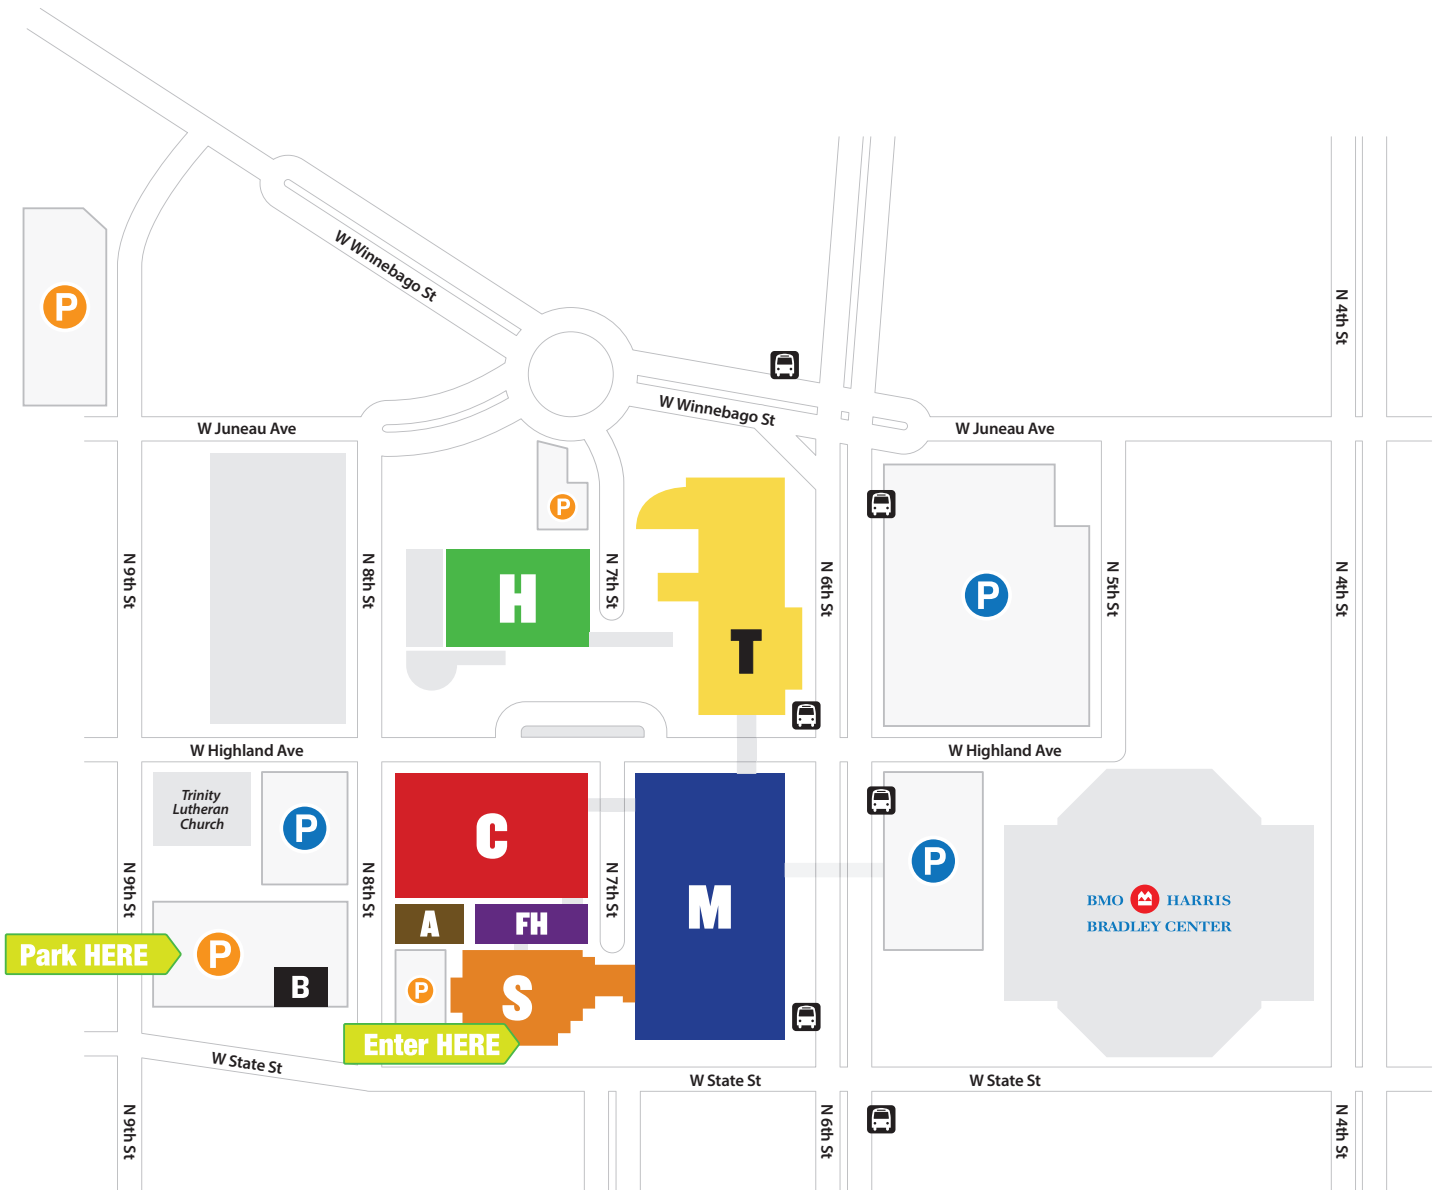 W Winnebago St
N 4th St
P
W Winnebago St
W Juneau Ave
W Juneau Ave
P
N 9th St
N 8th St
H
N 7th St
N 6th St
P
N 5th St
N 4th St
T
W Highland Ave
W Highland Ave
Trinity
Lutheran
Church
P
C
P
N 9th St
N 8th St
N 7th St
M
BMO HARRIS
BRADLEY CENTER
A
FH
Park HERE
P
B
P
S
Enter HERE
W State St
W State St
W State St
N 9th St
N 6th St
N 4th St